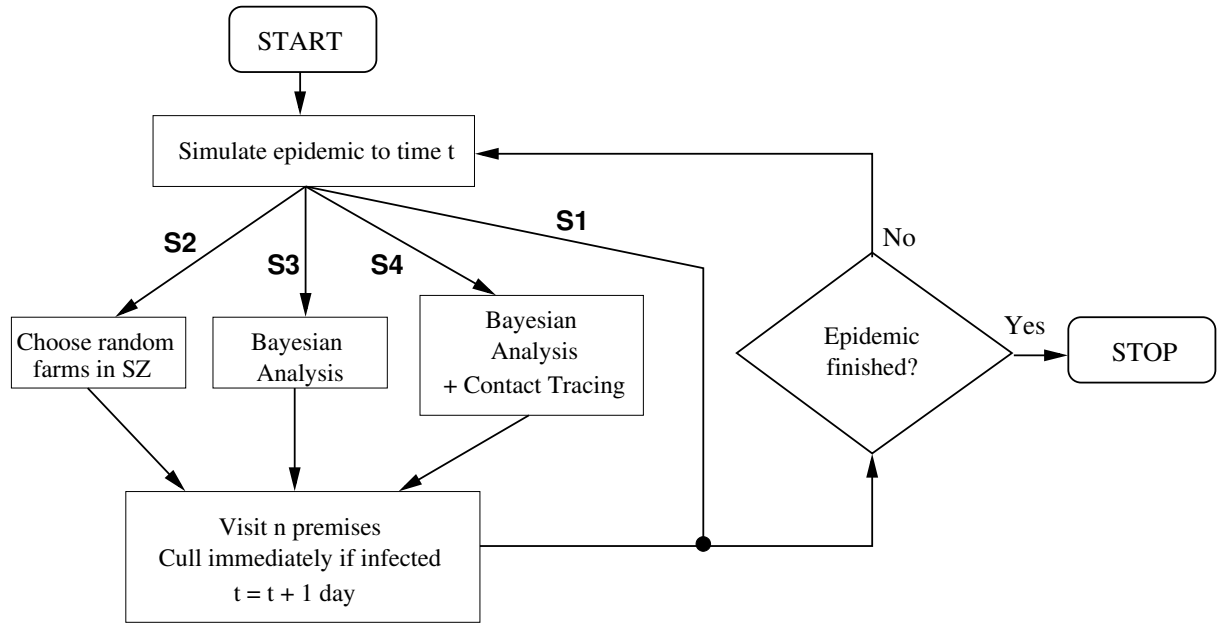 START
Simulate epidemic to time t
S1
S2
S3
S4
No
Choose random
farms in SZ
Bayesian
Analysis
Bayesian
Analysis
+ Contact Tracing
Epidemic
finished?
Yes
STOP
Visit n premises
Cull immediately if infected
t = t + 1 day